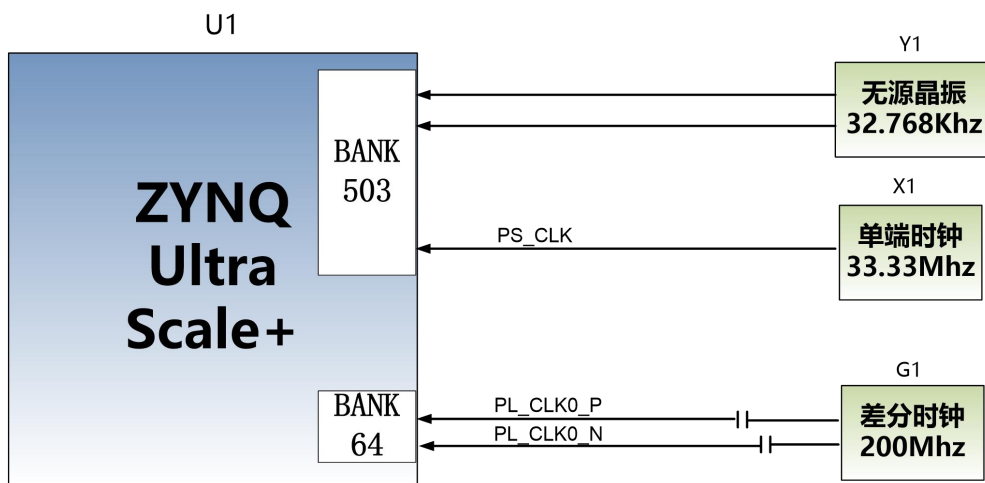 U1
Y1
无源晶振
32.768Khz
BANK
503
ZYNQ
Ultra
Scale+
X1
PS_CLK
单端时钟
33.33Mhz
G1
BANK
64
PL_CLK0_P
PL_CLK0_N
差分时钟
200Mhz